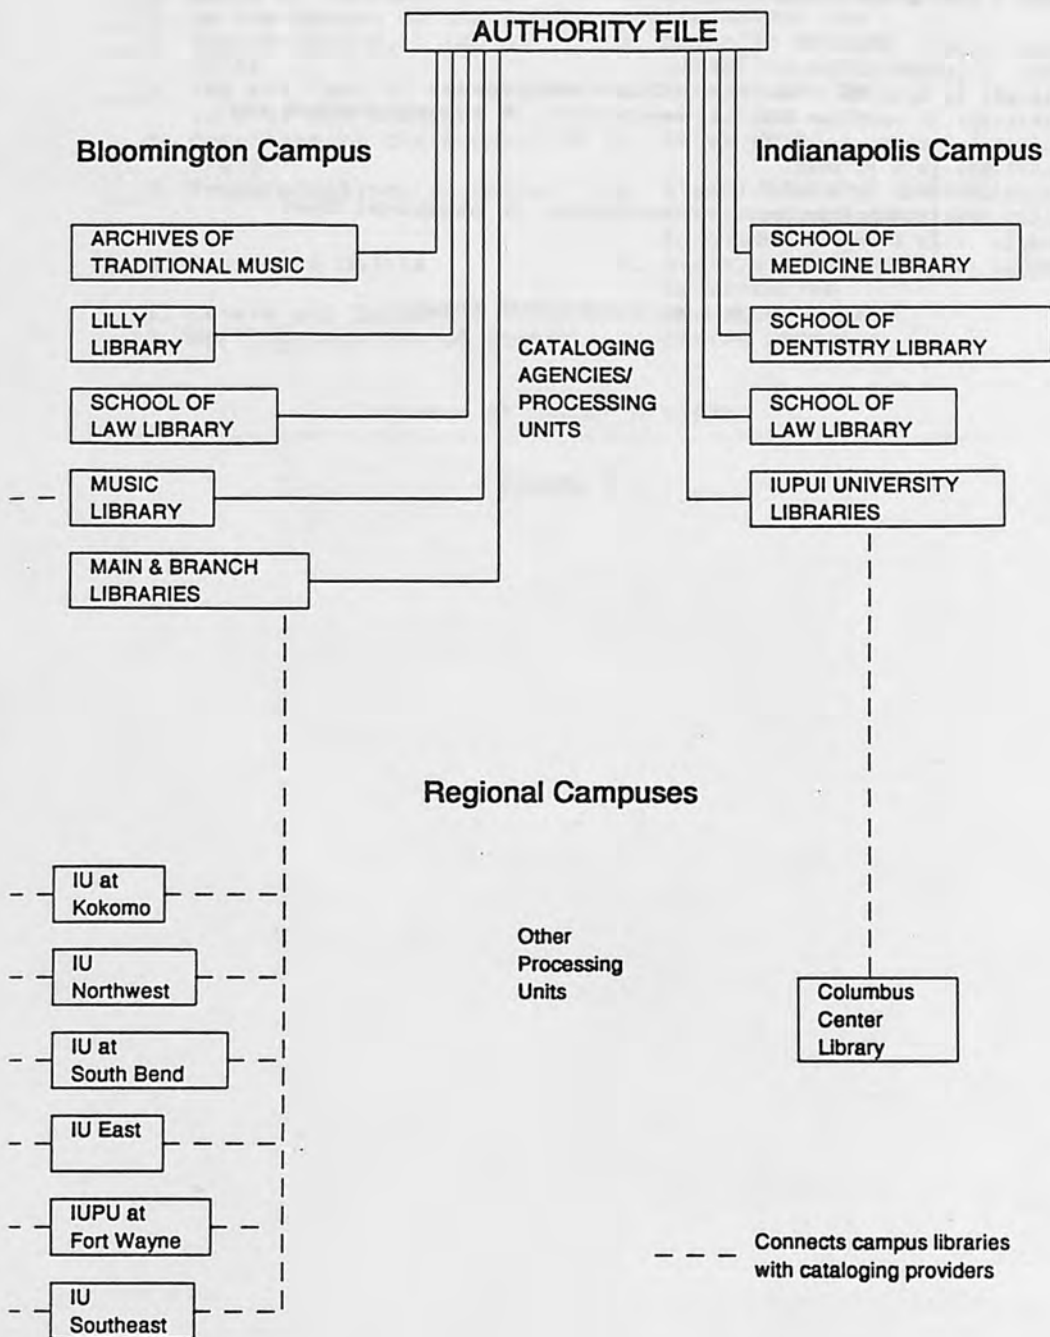 AUTHORITY FILE
Bloomington Campus
Indianapolis Campus
ARCHIVES OF
TRADITIONAL MUSIC
LILLY
LIBRARY
SCHOOL OF
LAW LIBRARY
MUSIC
LIBRARY
MAIN & BRANCH
LIBRARIES
CATALOGING
AGENCIES/
PROCESSING
UNITS
SCHOOL OF
MEDICINE LIBRARY
SCHOOL OF
DENTISTRY LIBRARY
SCHOOL OF
LAW LIBRARY
IUPUI UNIVERSITY
LIBRARIES
Regional Campuses
IU at
Kokomo
IU
Northwest
IU at
South Bend
IU East
IUPU at
Fort Wayne
IU
Southeast
Other
Processing
Units
Columbus
Center
Library
Connects campus libraries
with cataloging providers